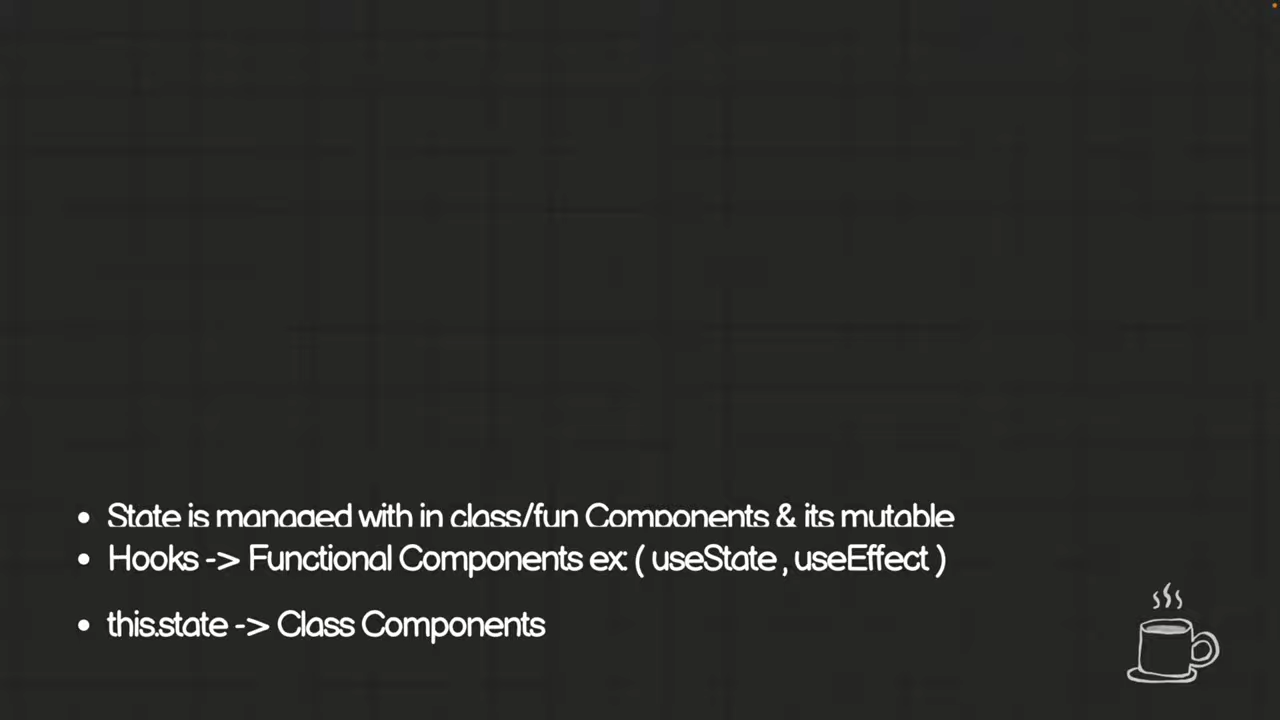 • State is managed with in class/fun Components & its mutable
• Hooks -> Functional Components ex: ( useState , useEffect )
• this.state -> Class Components